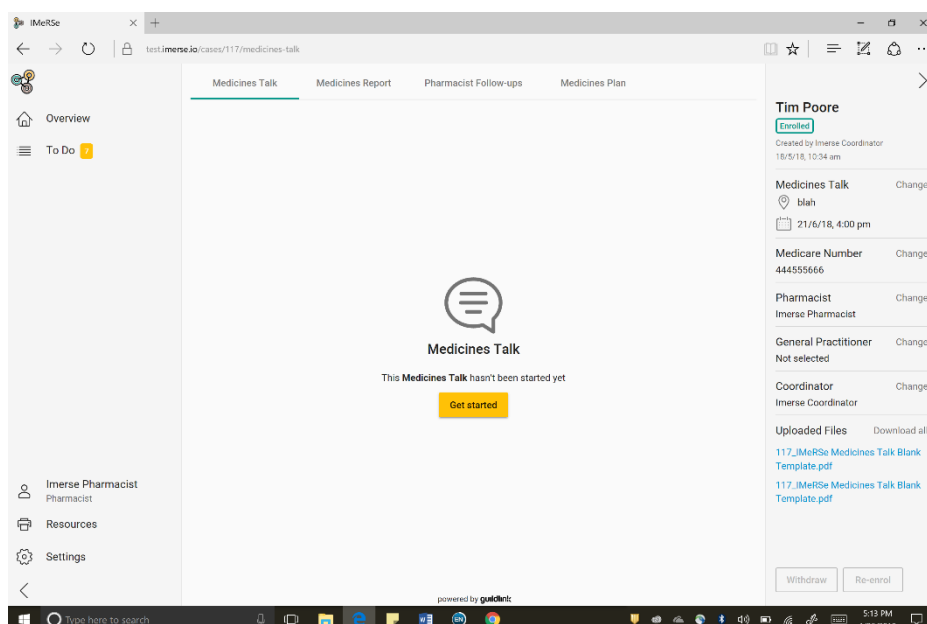 IMeRSe
test.imerse.io/cases/117/medicines-talk
Overview
To Do 7
Imerse Pharmacist
Pharmacist
Resources
Settings
Medicines Talk
Medicines Report
Pharmacist Follow-ups
Medicines Plan
Medicines Talk
This Medicines Talk hasn't been started yet
Get started
powered by guildlink
Tim Poore
Enrolled
Created by Imerse Coordinator
18/5/18, 10:34 am
Medicines Talk Change
blah
21/6/18, 4:00 pm
Medicare Number Change
444555666
Pharmacist Change
Imerse Pharmacist
General Practitioner Change
Not selected
Coordinator Change
Imerse Coordinator
Uploaded Files Download all
117_IMeRSe Medicines Talk Blank
Template.pdf
117_IMeRSe Medicines Talk Blank
Template.pdf
Withdraw Re-enrol
Type here to search
EN
5:13 PM